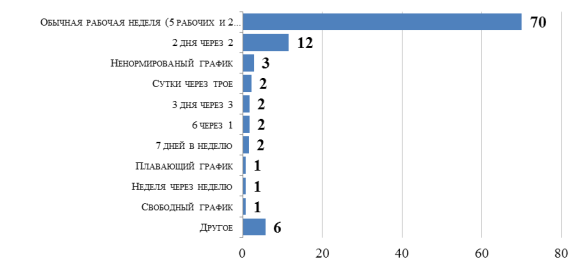 Обычная рабочая неделя (5 рабочих и 2... 70
2 дня через 2 12
Ненормированый график 3
Сутки через трое 2
3 дня через 3 2
6 через 1 2
7 дней в неделю 2
Плавающий график 1
Неделя через неделю 1
Свободный график 1
Другое 6
0 20 40 60 80